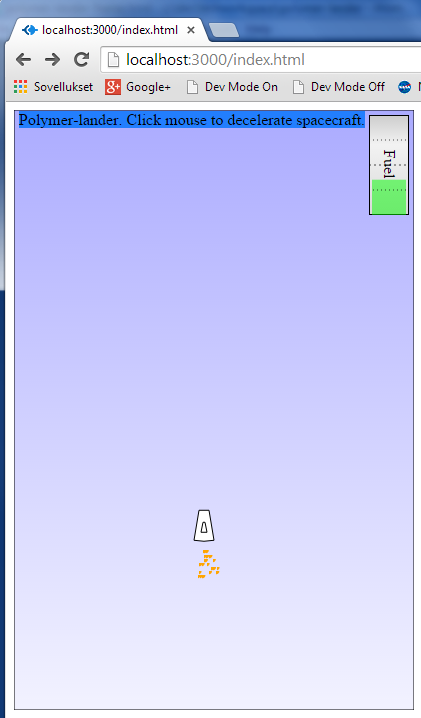 localhost:3000/index.html
localhost:3000/index.html
Sovellukset Google+ Dev Mode On Dev Mode Off
Polymer-lander. Click mouse to decelerate spacecraft.
Fuel